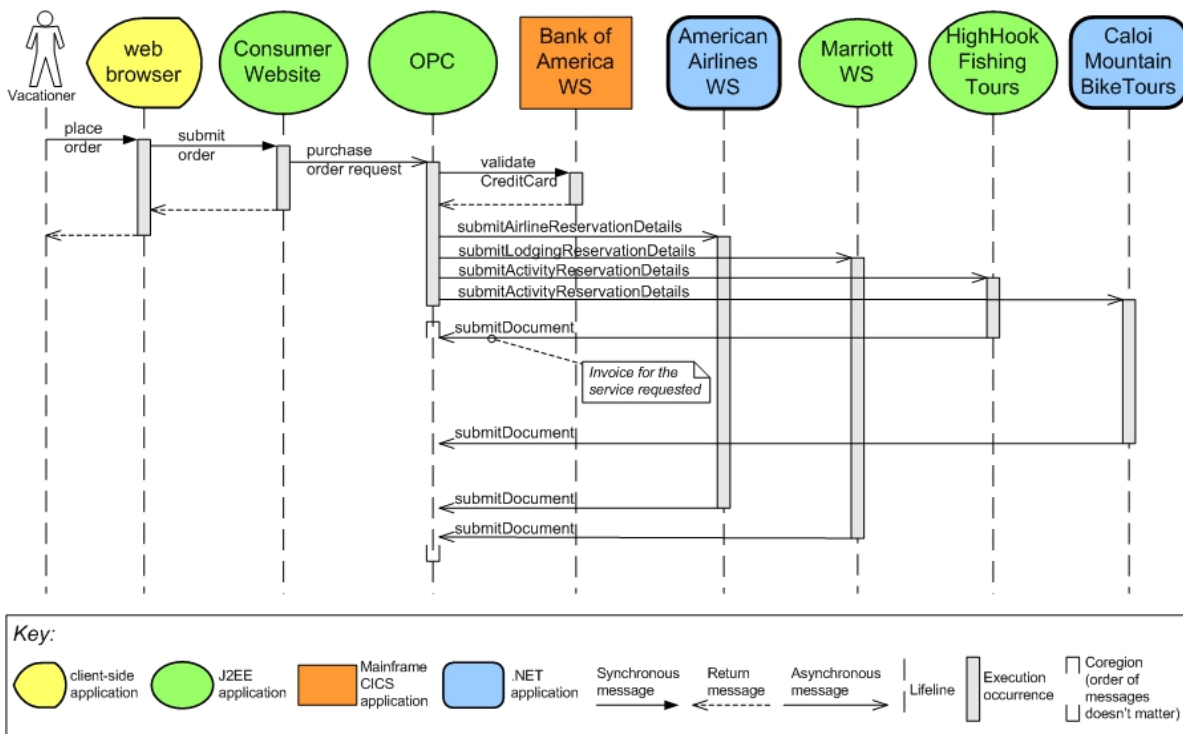 Vacationer
web
browser
Consumer
Website
OPC
Bank of
America
WS
American
Airlines
WS
Marriott
WS
HighHook
Fishing
Tours
Caloi
Mountain
BikeTours
place
order
submit
order
purchase
order request
validate
CreditCard
submitAirlineReservationDetails
submitLodgingReservationDetails
submitActivityReservationDetails
submitActivityReservationDetails
submitDocument
Invoice for the
service requested
submitDocument
submitDocument
submitDocument
Key:
client-side
application
J2EE
application
Mainframe
CICS
application
.NET
application
Synchronous
message
Return
message
Asynchronous
message
Lifeline
Execution
occurrence
Coregion
(order of
messages
doesn't matter)